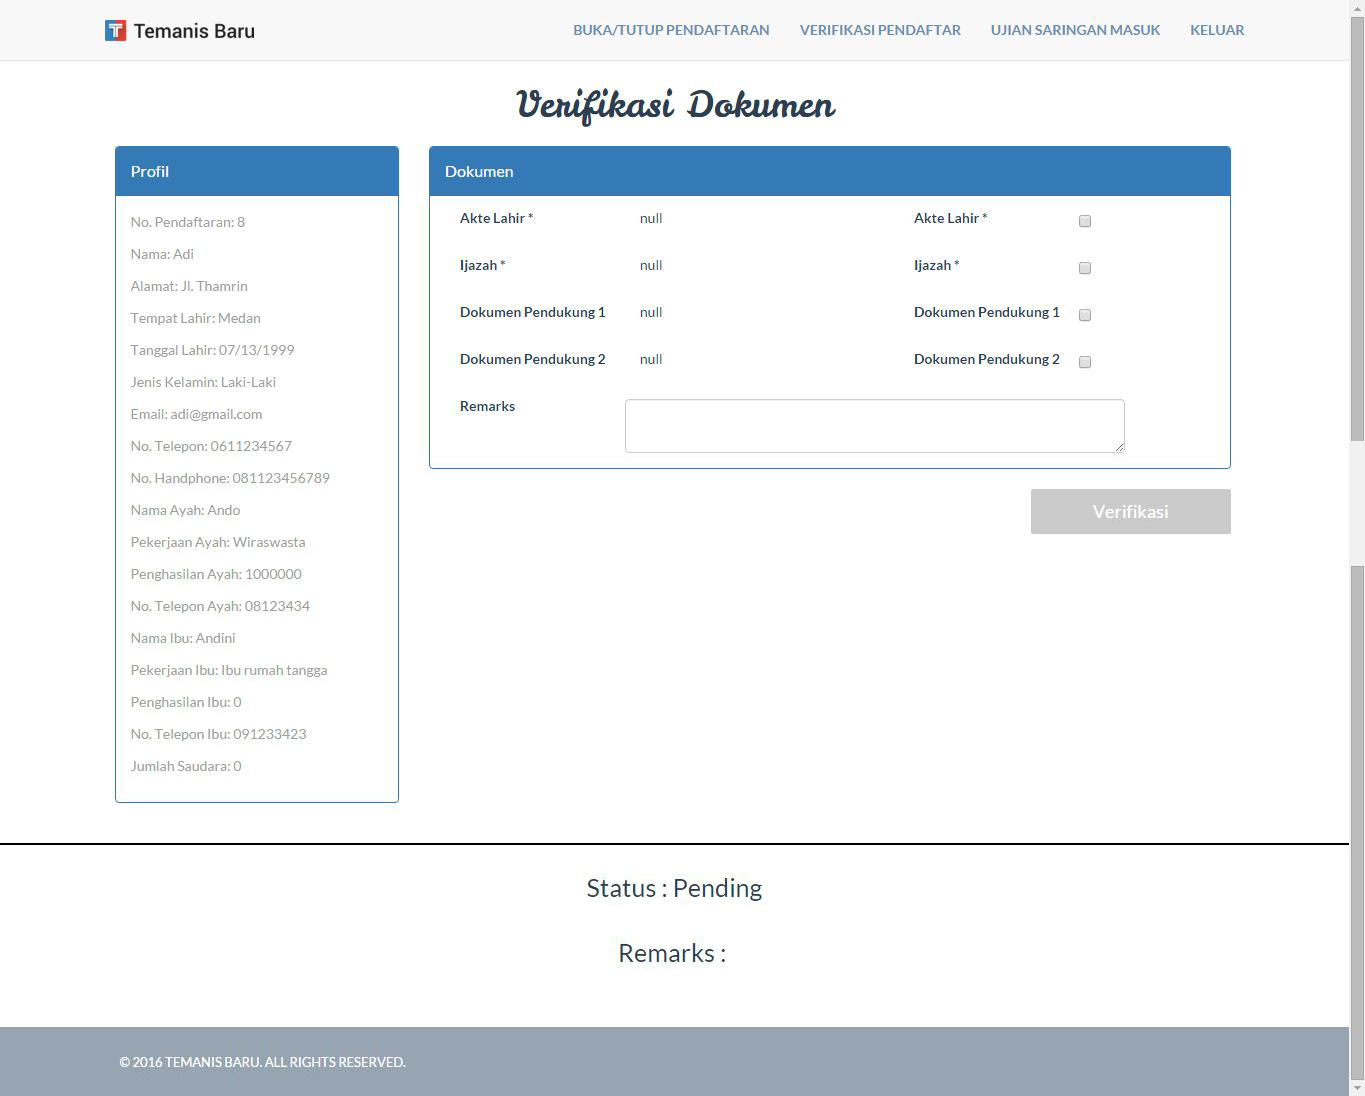 Temanis Baru
BUKA/TUTUP PENDAFTARAN VERIFIKASI PENDAFTAR UJIAN SARINGAN MASUK KELUAR
Verifikasi Dokumen
Profil
No. Pendaftaran: 8
Nama: Adi
Alamat: Jl. Thamrin
Tempat Lahir: Medan
Tanggal Lahir: 07/13/1999
Jenis Kelamin: Laki-Laki
Email: adi@gmail.com
No. Telepon: 0611234567
No. Handphone: 081123456789
Nama Ayah: Ando
Pekerjaan Ayah: Wiraswasta
Penghasilan Ayah: 1000000
No. Telepon Ayah: 08123434
Nama Ibu: Andini
Pekerjaan Ibu: Ibu rumah tangga
Penghasilan Ibu: 0
No. Telepon Ibu: 091233423
Jumlah Saudara: 0
Dokumen
Akte Lahir * null Akte Lahir *
Ijazah * null Ijazah *
Dokumen Pendukung 1 null Dokumen Pendukung 1
Dokumen Pendukung 2 null Dokumen Pendukung 2
Remarks
Verifikasi
Status : Pending
Remarks :
© 2016 TEMANIS BARU. ALL RIGHTS RESERVED.